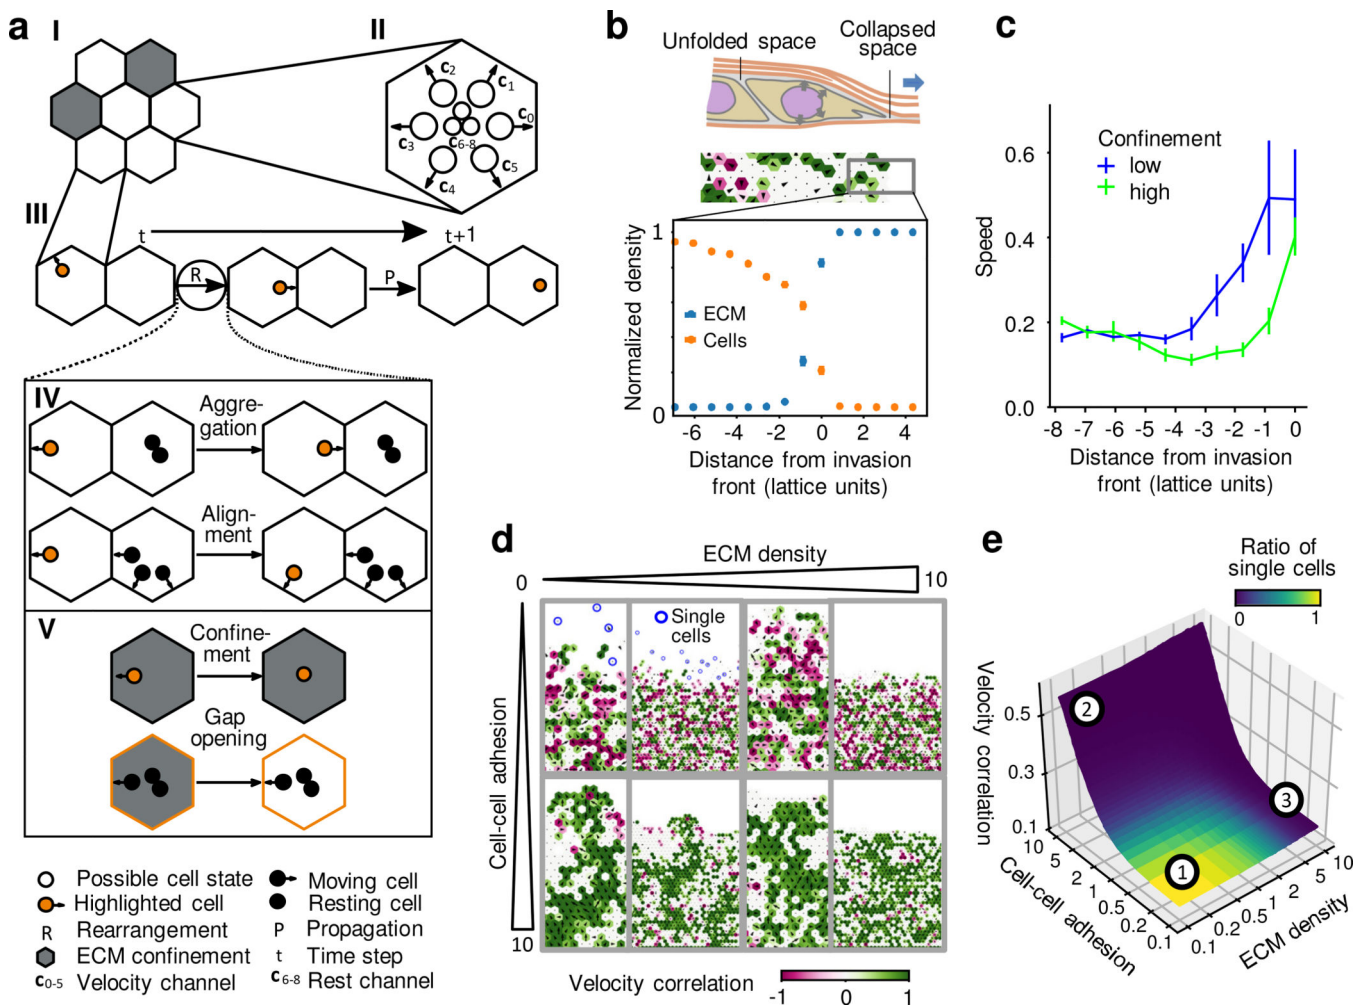 a
I
II
c2
c1
c3
c0
c6-8
c4
c5
III
t
t+1
R
P
IV
Aggre-
gation
Align-
ment
V
Confine-
ment
Gap
opening
Possible cell state
Highlighted cell
R Rearrangement
ECM confinement
c0-5 Velocity channel
Moving cell
Resting cell
P Propagation
t Time step
c6-8 Rest channel
b
Unfolded space
Collapsed
space
Normalized density
1
0
ECM
Cells
-6 -4 -2 0 2 4
Distance from invasion
front (lattice units)
c
Confinement
low
high
Speed
0.6
0.4
0.2
0.0
-8 -7 -6 -5 -4 -3 -2 -1 0
Distance from invasion
front (lattice units)
d
ECM density
0
10
Cell-cell adhesion
10
Single
cells
Velocity correlation
-1 0 1
e
Ratio of
single cells
0 1
Velocity correlation
0.5
0.3
0.1
2
3
1
10 5 2 1 0.5 0.2 0.1
Cell-cell adhesion
0.1 0.2 0.5 1 2 5 10
ECM density